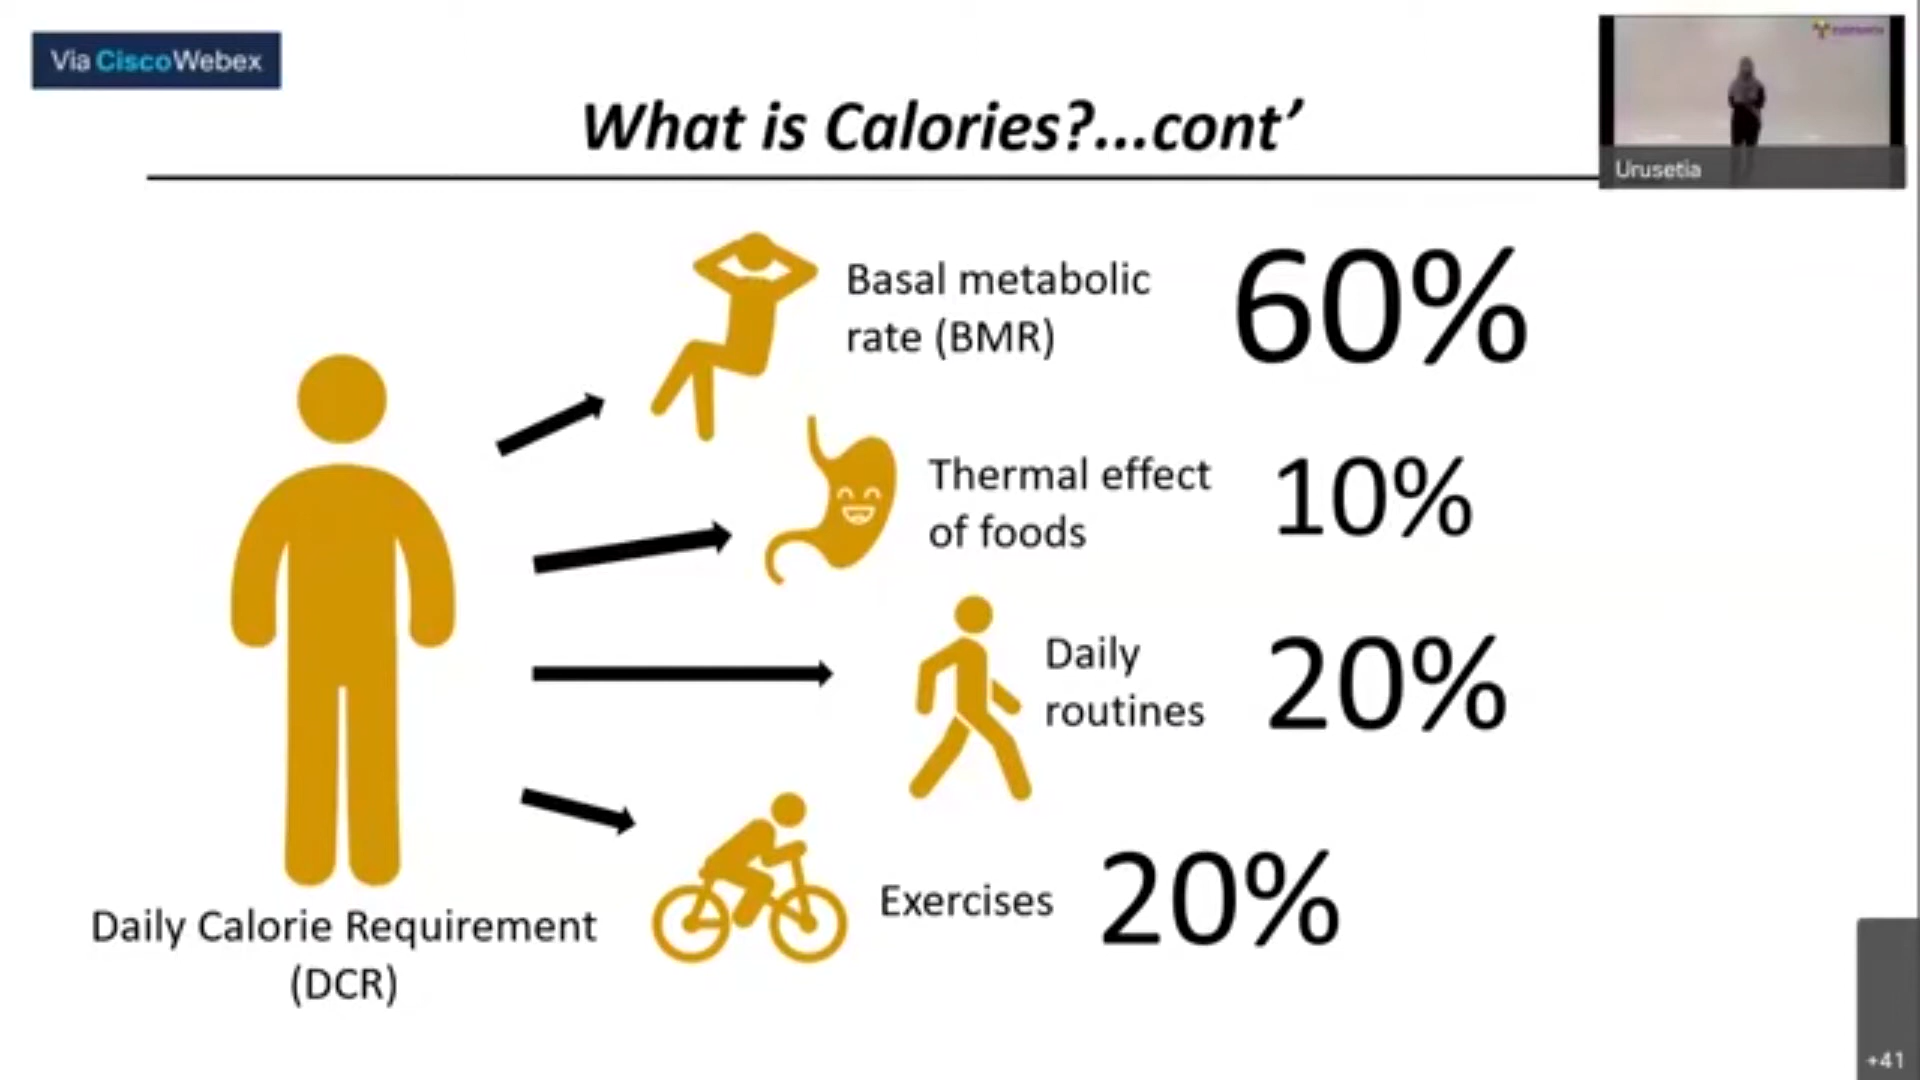 Via CiscoWebex
What is Calories?...cont’
Urusetia
Basal metabolic
rate (BMR)
60%
Thermal effect
of foods
10%
Daily
routines
20%
Exercises
20%
Daily Calorie Requirement
(DCR)
+41